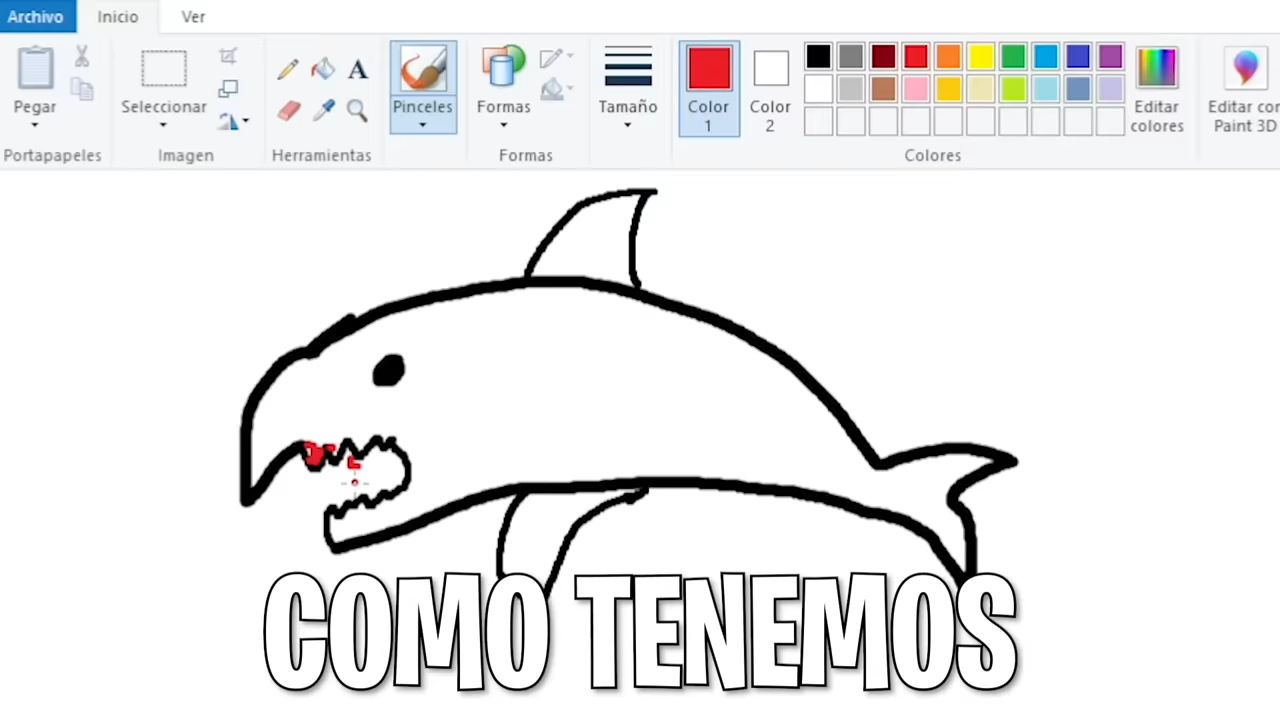 Archivo Inicio Ver
Pegar Seleccionar A Pinceles Formas Tamaño Color 1 Color 2 Editar colores Editar con Paint 3D
Portapapeles Imagen Herramientas Formas Colores
COMO TENEMOS